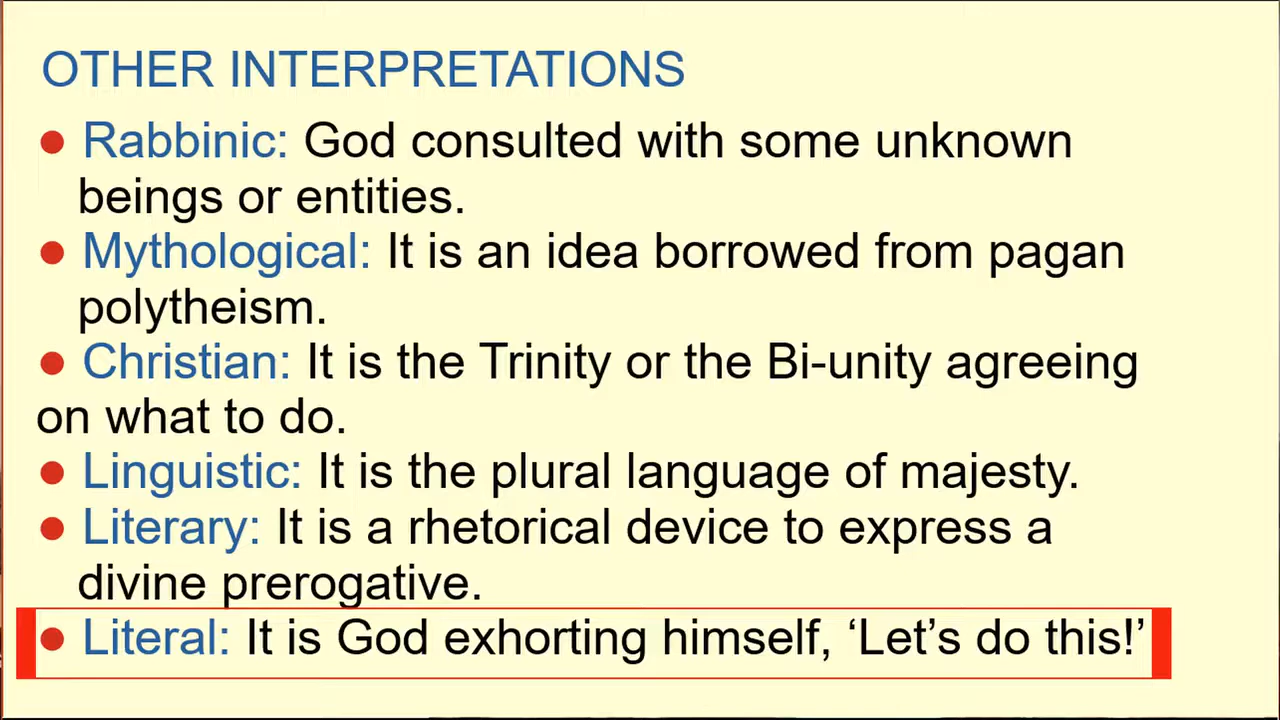 OTHER INTERPRETATIONS
● Rabbinic: God consulted with some unknown
beings or entities.
● Mythological: It is an idea borrowed from pagan
polytheism.
● Christian: It is the Trinity or the Bi-unity agreeing
on what to do.
● Linguistic: It is the plural language of majesty.
● Literary: It is a rhetorical device to express a
divine prerogative.
● Literal: It is God exhorting himself, ‘Let’s do this!’